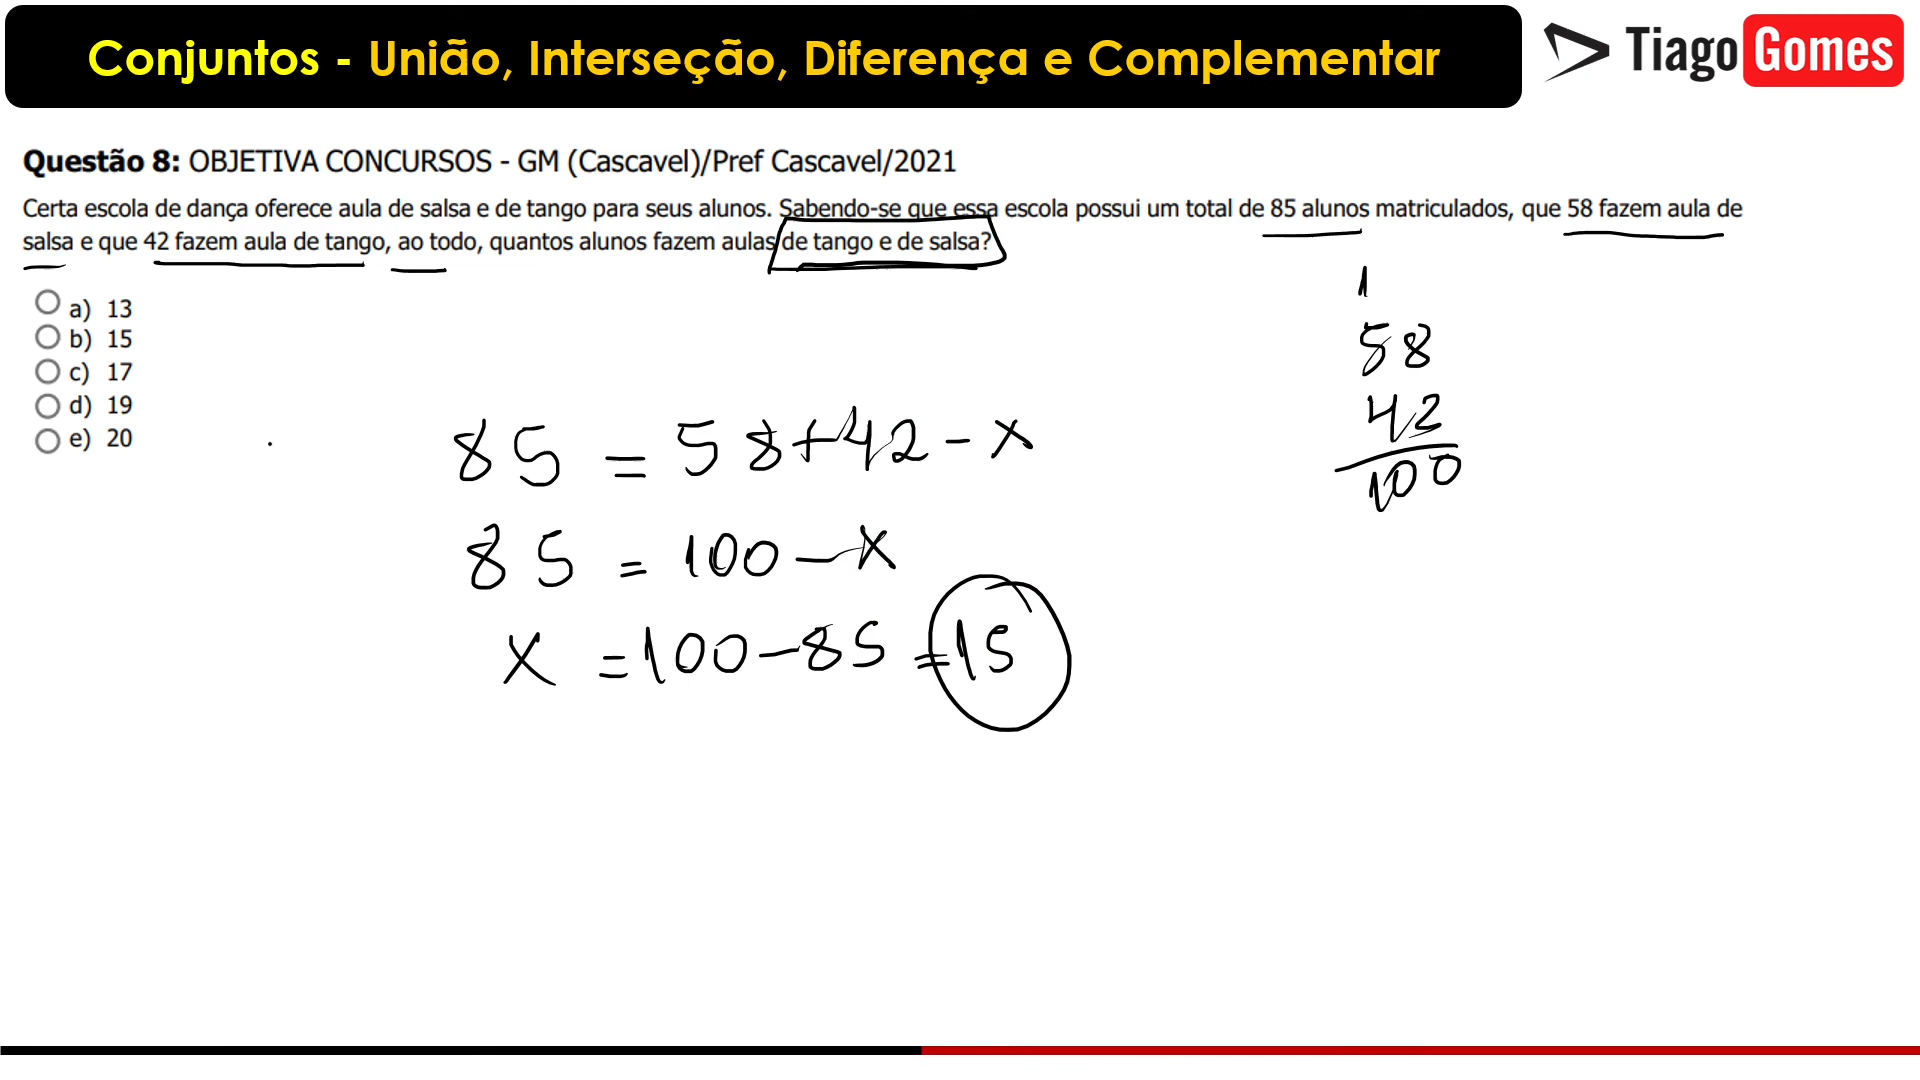 Conjuntos - União, Interseção, Diferença e Complementar
Tiago Gomes
Questão 8: OBJETIVA CONCURSOS - GM (Cascavel)/Pref Cascavel/2021
Certa escola de dança oferece aula de salsa e de tango para seus alunos. Sabendo-se que essa escola possui um total de 85 alunos matriculados, que 58 fazem aula de
salsa e que 42 fazem aula de tango, ao todo, quantos alunos fazem aulas de tango e de salsa?
a) 13
b) 15
c) 17
d) 19
e) 20
85 = 58+42-x
85 = 100-x
x = 100-85 = 15
1
58
42
100